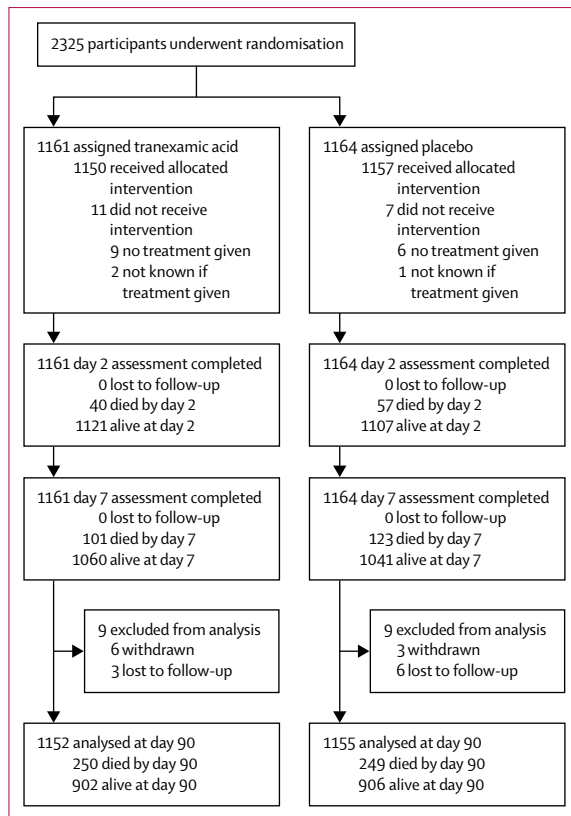 2325 participants underwent randomisation
1161 assigned tranexamic acid
1150 received allocated
intervention
11 did not receive
intervention
9 no treatment given
2 not known if
treatment given
1164 assigned placebo
1157 received allocated
intervention
7 did not receive
intervention
6 no treatment given
1 not known if
treatment given
1161 day 2 assessment completed
0 lost to follow-up
40 died by day 2
1121 alive at day 2
1164 day 2 assessment completed
0 lost to follow-up
57 died by day 2
1107 alive at day 2
1161 day 7 assessment completed
0 lost to follow-up
101 died by day 7
1060 alive at day 7
1164 day 7 assessment completed
0 lost to follow-up
123 died by day 7
1041 alive at day 7
9 excluded from analysis
6 withdrawn
3 lost to follow-up
9 excluded from analysis
3 withdrawn
6 lost to follow-up
1152 analysed at day 90
250 died by day 90
902 alive at day 90
1155 analysed at day 90
249 died by day 90
906 alive at day 90